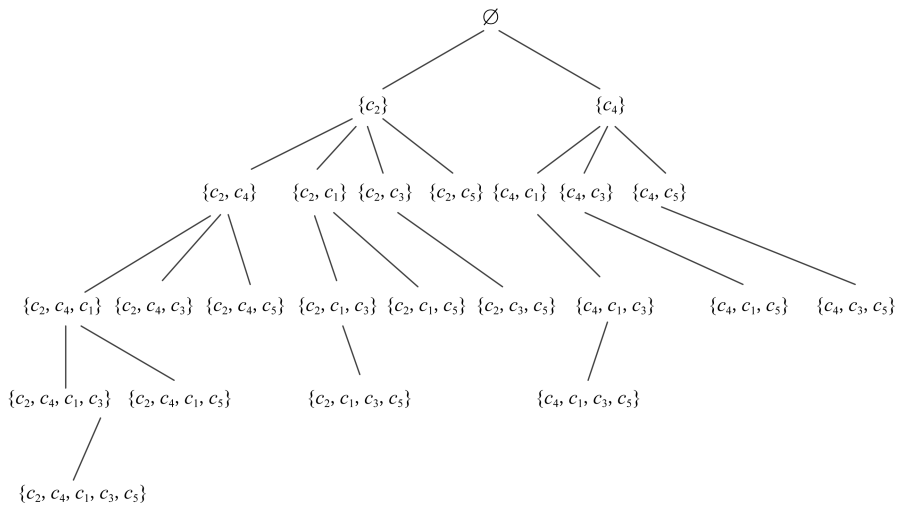 ∅
{c₂} {c₄}
{c₂, c₄} {c₂, c₁} {c₂, c₃} {c₂, c₅} {c₄, c₁} {c₄, c₃} {c₄, c₅}
{c₂, c₄, c₁} {c₂, c₄, c₃} {c₂, c₄, c₅} {c₂, c₁, c₃} {c₂, c₁, c₅} {c₂, c₃, c₅} {c₄, c₁, c₃} {c₄, c₁, c₅} {c₄, c₃, c₅}
{c₂, c₄, c₁, c₃} {c₂, c₄, c₁, c₅} {c₂, c₁, c₃, c₅} {c₄, c₁, c₃, c₅}
{c₂, c₄, c₁, c₃, c₅}